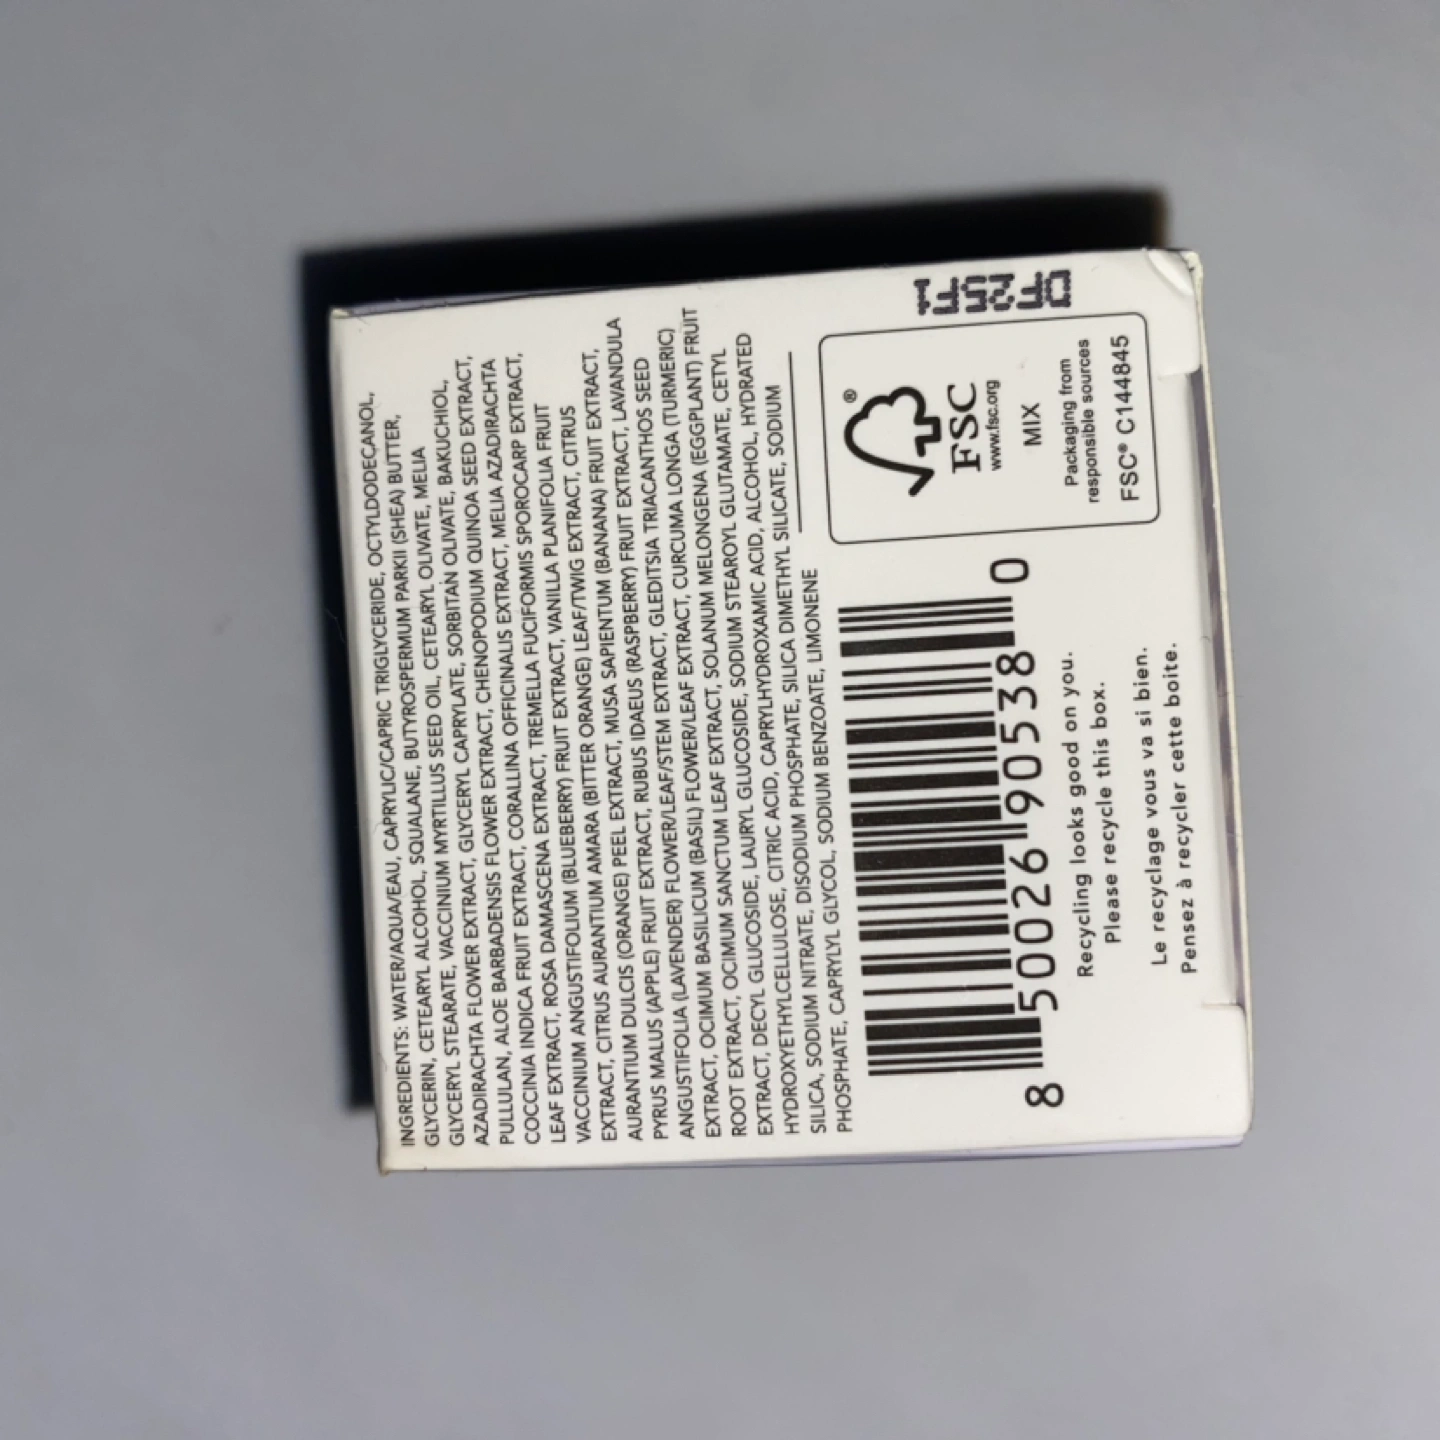 INGREDIENTS: WATER/AQUA/EAU, CAPRYLIC/CAPRIC TRIGLYCERIDE, OCTYLDODECANOL,
GLYCERIN, CETEARYL ALCOHOL, SQUALANE, BUTYROSPERMUM PARKII (SHEA) BUTTER,
GLYCERYL STEARATE, VACCINIUM MYRTILLUS SEED OIL, CETEARYL OLIVATE, MELIA
AZADIRACHTA FLOWER EXTRACT, GLYCERYL CAPRYLATE, SORBITAN OLIVATE, BAKUCHIOL,
PULLULAN, ALOE BARBADENSIS FLOWER EXTRACT, CHENOPODIUM QUINOA SEED EXTRACT,
COCCINIA INDICA FRUIT EXTRACT, CORALLINA OFFICINALIS EXTRACT, MELIA AZADIRACHTA
LEAF EXTRACT, ROSA DAMASCENA EXTRACT, TREMELLA FUCIFORMIS SPOROCARP EXTRACT,
VACCINIUM ANGUSTIFOLIUM (BLUEBERRY) FRUIT EXTRACT, VANILLA PLANIFOLIA FRUIT
EXTRACT, CITRUS AURANTIUM AMARA (BITTER ORANGE) LEAF/TWIG EXTRACT, CITRUS
AURANTIUM DULCIS (ORANGE) PEEL EXTRACT, MUSA SAPIENTUM (BANANA) FRUIT EXTRACT,
PYRUS MALUS (APPLE) FRUIT EXTRACT, RUBUS IDAEUS (RASPBERRY) FRUIT EXTRACT, LAVANDULA
ANGUSTIFOLIA (LAVENDER) FLOWER/LEAF/STEM EXTRACT, GLEDITSIA TRIACANTHOS SEED
EXTRACT, OCIMUM BASILICUM (BASIL) FLOWER/LEAF EXTRACT, CURCUMA LONGA (TURMERIC)
ROOT EXTRACT, OCIMUM SANCTUM LEAF EXTRACT, SOLANUM MELONGENA (EGGPLANT) FRUIT
EXTRACT, DECYL GLUCOSIDE, LAURYL GLUCOSIDE, SODIUM STEAROYL GLUTAMATE, CETYL
HYDROXYETHYLCELLULOSE, CITRIC ACID, CAPRYLHYDROXAMIC ACID, ALCOHOL, HYDRATED
SILICA, SODIUM NITRATE, DISODIUM PHOSPHATE, SILICA DIMETHYL SILICATE, SODIUM
PHOSPHATE, CAPRYLYL GLYCOL, SODIUM BENZOATE, LIMONENE
8 50026 90538 0
Recycling looks good on you.
Please recycle this box.
Le recyclage vous va si bien.
Pensez à recycler cette boite.
®
FSC
www.fsc.org
MIX
Packaging from
responsible sources
FSC® C144845